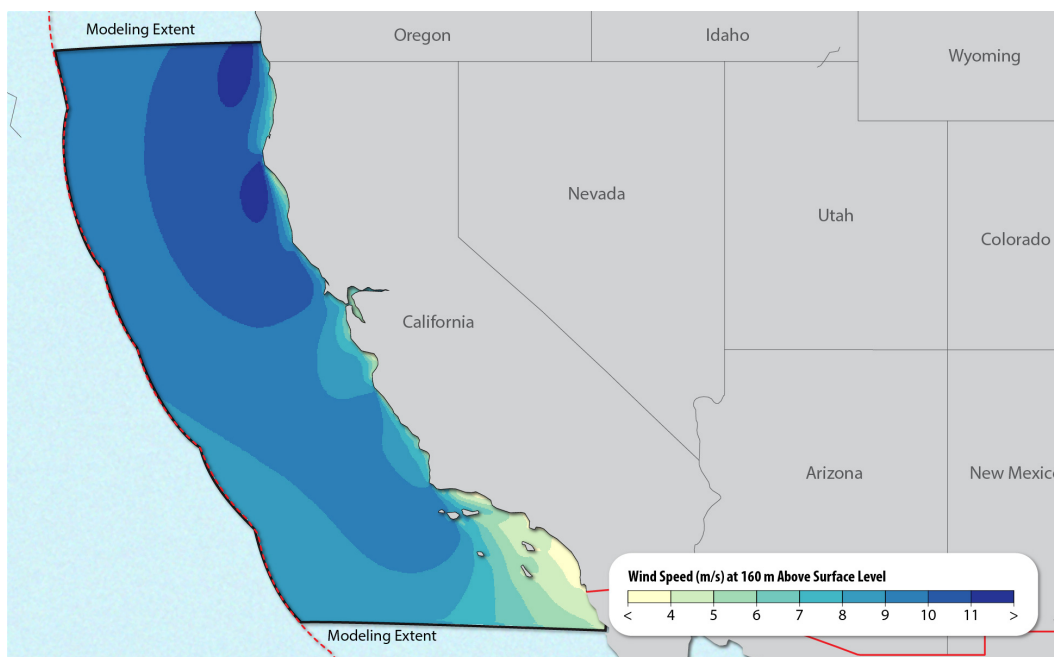 Modeling Extent
Oregon
Idaho
Wyoming
Nevada
Utah
Colorado
California
Arizona
New Mexico
Wind Speed (m/s) at 160 m Above Surface Level
< 4 5 6 7 8 9 10 11 >
Modeling Extent